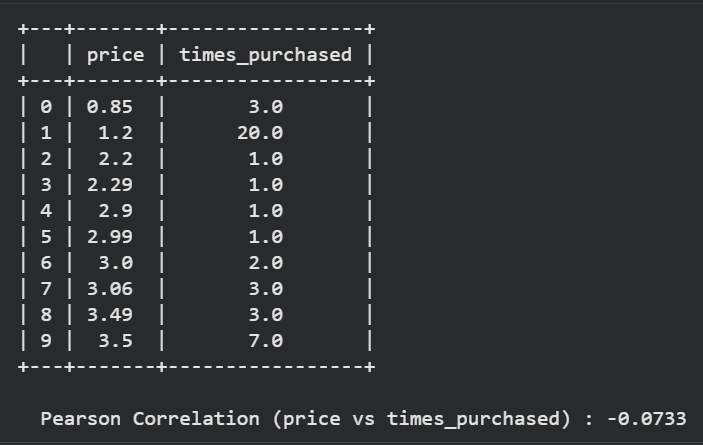 +---+-------+-----------------+
|   | price | times_purchased |
+---+-------+-----------------+
| 0 | 0.85  |       3.0       |
| 1 |  1.2  |      20.0       |
| 2 |  2.2  |       1.0       |
| 3 | 2.29  |       1.0       |
| 4 |  2.9  |       1.0       |
| 5 | 2.99  |       1.0       |
| 6 |  3.0  |       2.0       |
| 7 | 3.06  |       3.0       |
| 8 | 3.49  |       3.0       |
| 9 |  3.5  |       7.0       |
+---+-------+-----------------+
Pearson Correlation (price vs times_purchased) : -0.0733